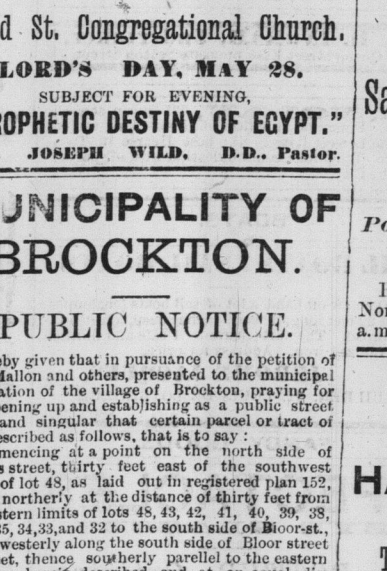 d St. Congregational Church.
LORD'S DAY, MAY 28.
SUBJECT FOR EVENING,
ROPHETIC DESTINY OF EGYPT."
JOSEPH WILD, D.D., Pastor.
UNICIPALITY OF
BROCKTON.
PUBLIC NOTICE.
eby given that in pursuance of the petition of
Mallon and others, presented to the municipal
ation of the village of Brockton, praying for
ening up and establishing as a public street
and singular that certain parcel or tract of
escribed as follows, that is to say :
mencing at a point on the north side of
s street, thirty feet east of the southwest
of lot 48, as laid out in registered plan 152,
northerly at the distance of thirty feet from
stern limits of lots 48, 43, 42, 41, 40, 39, 38,
35, 34, 33, and 32 to the south side of Bloor-st.,
westerly along the south side of Bloor street
et, thence southerly parellel to the eastern
Sa
Po
Nor
a.m
HA